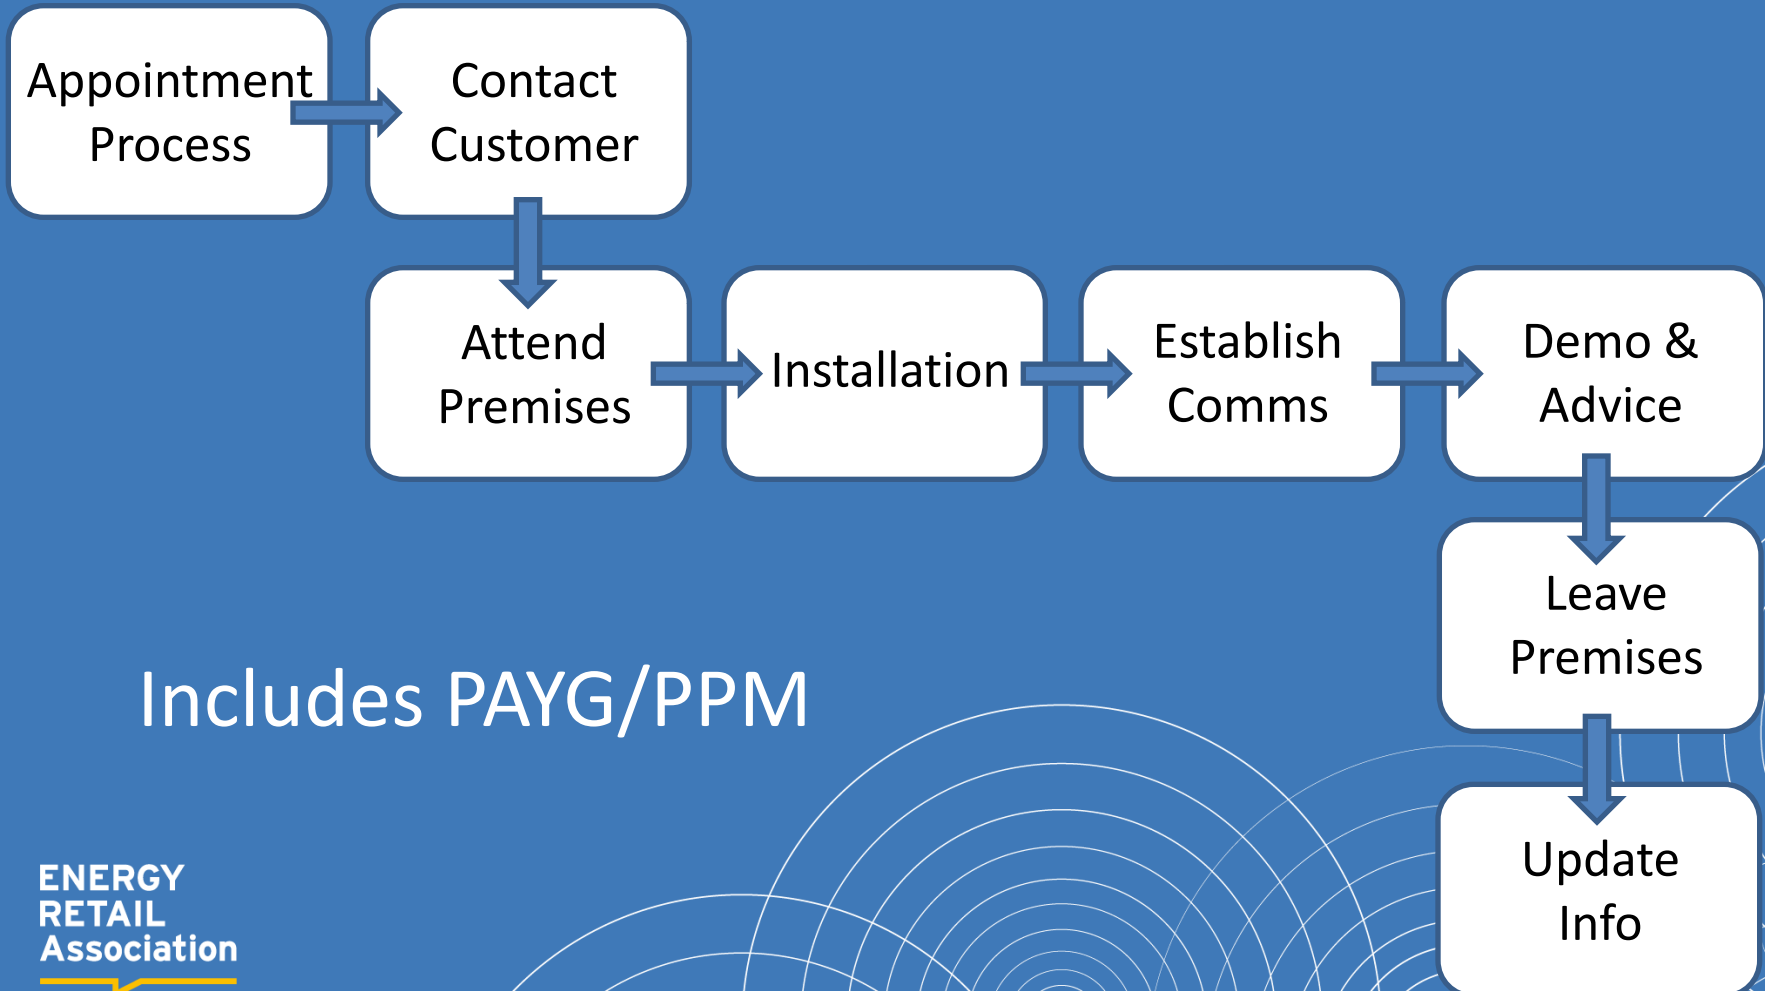 Appointment
Process
Contact
Customer
Attend
Premises
Installation
Establish
Comms
Demo &
Advice
Leave
Premises
Includes PAYG/PPM
Update
Info
ENERGY
RETAIL
Association